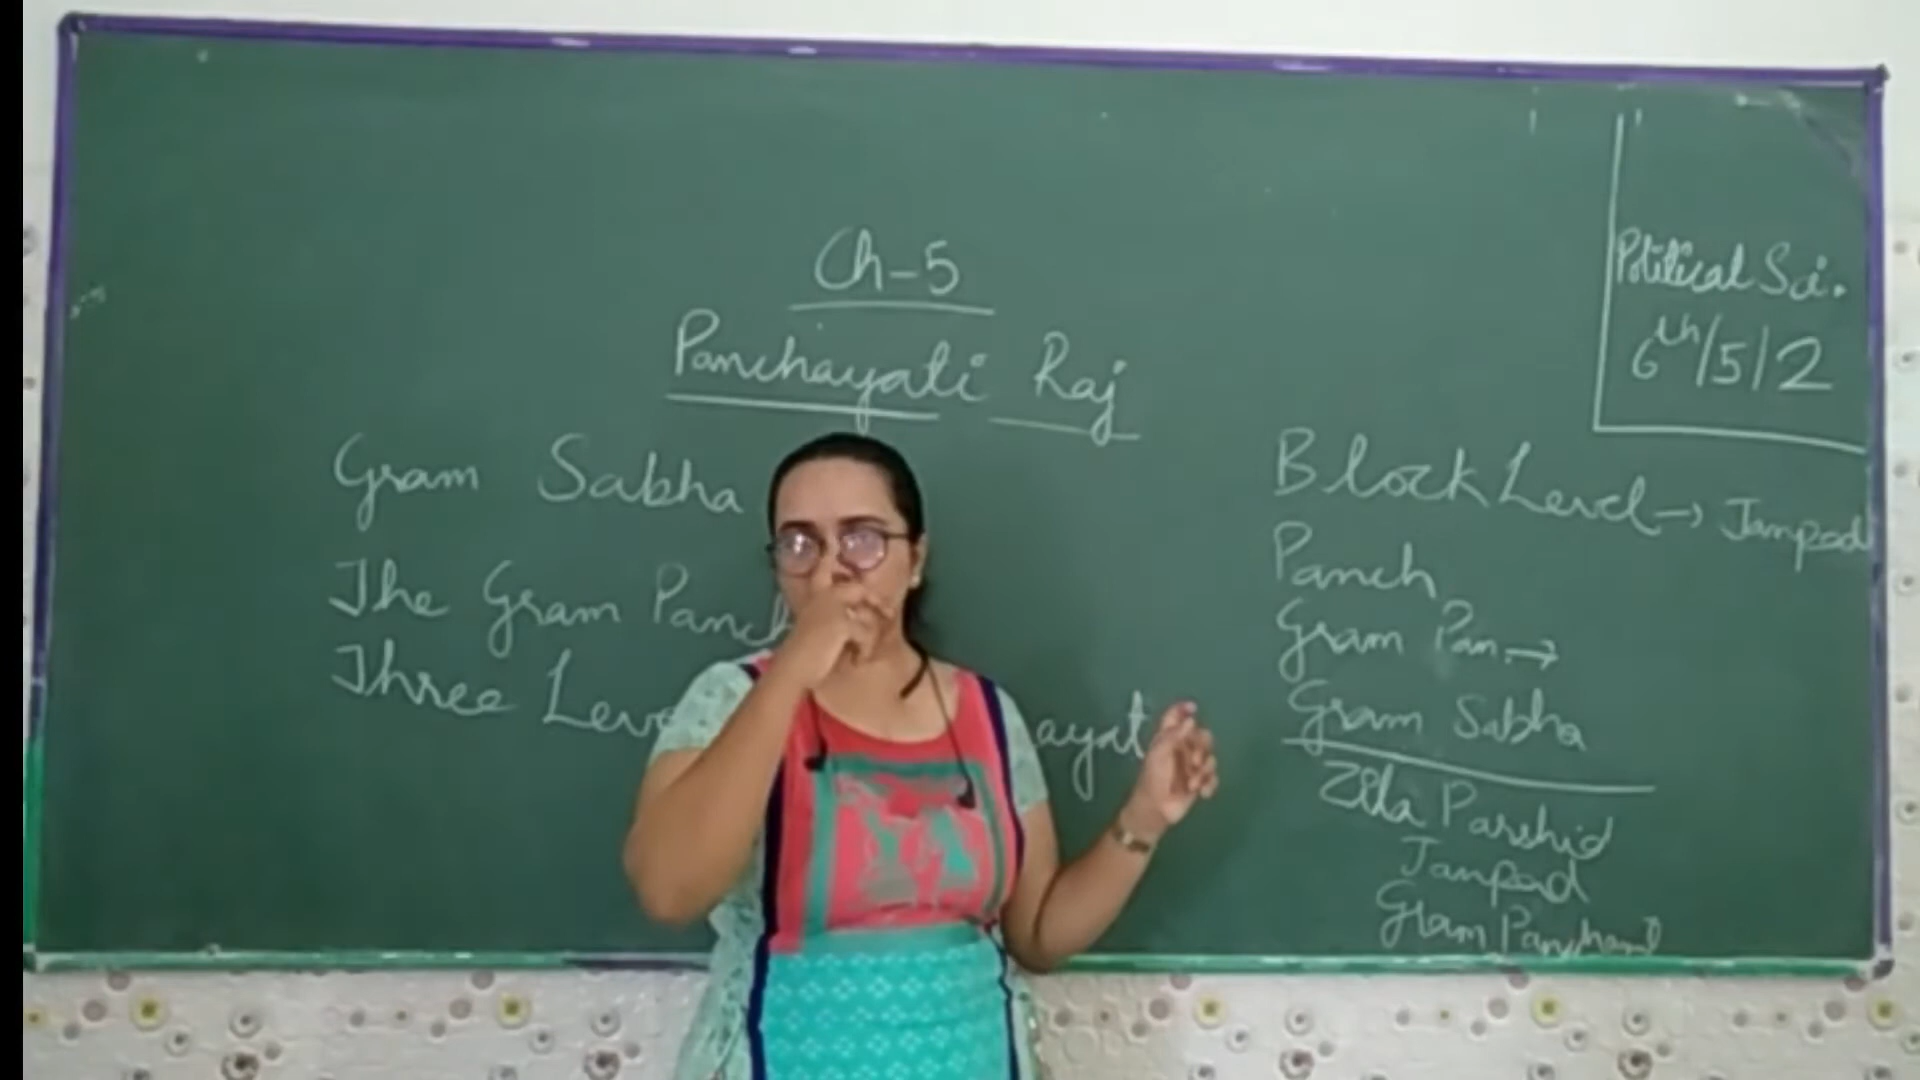 Ch-5
Panchayati Raj
Political Sci.
6th/5/2
Gram Sabha
The Gram Panch
Three Leve ayat
Block Level → Janpad
Panch
Gram Pan. →
Gram Sabha
Zila Parshid
Janpad
Gram